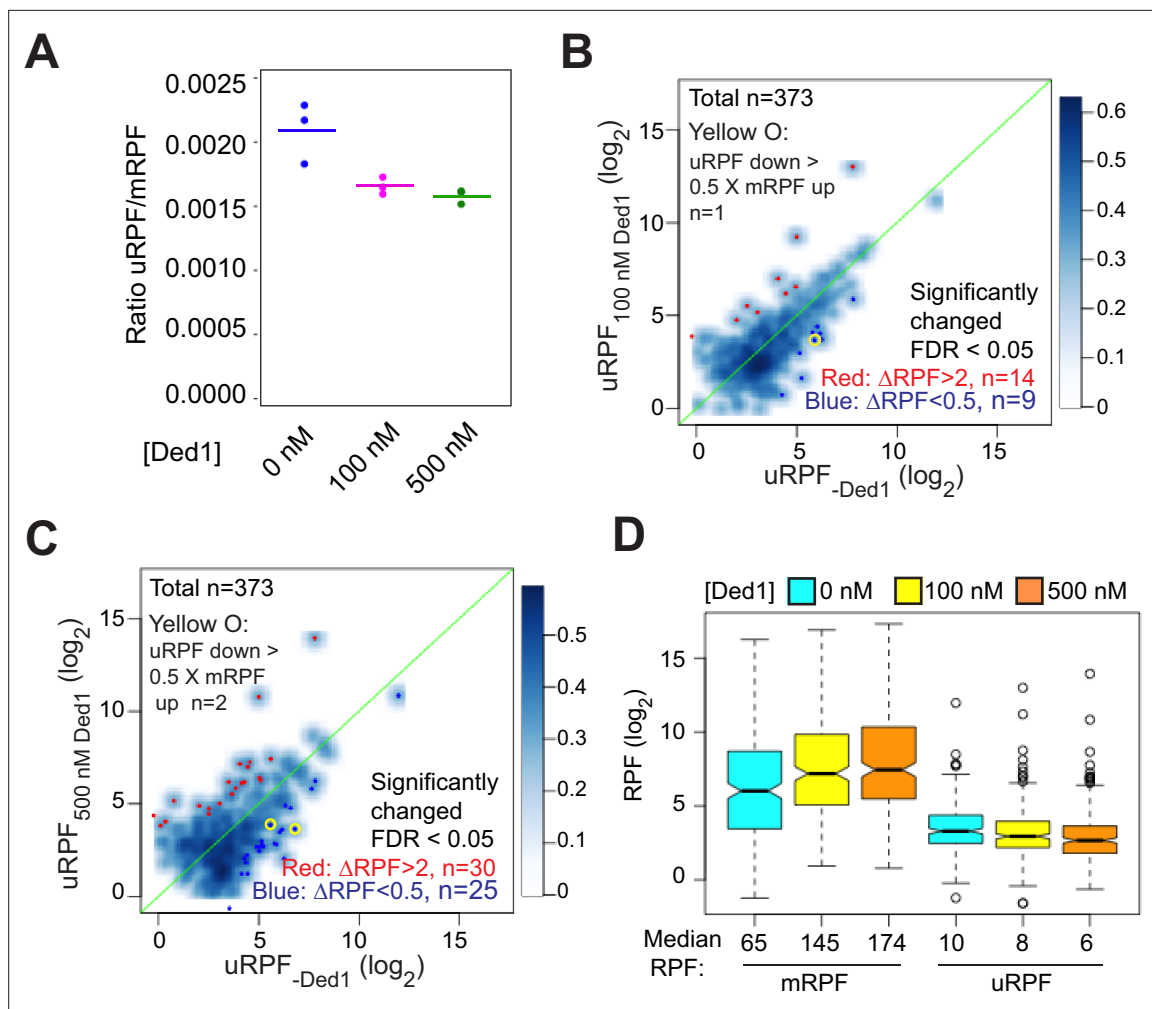 A
0.0025
0.0020
0.0015
0.0010
0.0005
0.0000
Ratio uRPF/mRPF
[Ded1]
0 nM
100 nM
500 nM
B
Total n=373
Yellow O:
uRPF down >
0.5 X mRPF up
n=1
Significantly
changed
FDR < 0.05
Red: ΔRPF>2, n=14
Blue: ΔRPF<0.5, n=9
15
10
5
0
uRPF100 nM Ded1 (log2)
0 5 10 15
uRPF-Ded1 (log2)
0.6
0.5
0.4
0.3
0.2
0.1
0
C
Total n=373
Yellow O:
uRPF down >
0.5 X mRPF
up n=2
Significantly
changed
FDR < 0.05
Red: ΔRPF>2, n=30
Blue: ΔRPF<0.5, n=25
15
10
5
0
uRPF500 nM Ded1 (log2)
0 5 10 15
uRPF-Ded1 (log2)
0.5
0.4
0.3
0.2
0.1
0
D
[Ded1] 0 nM 100 nM 500 nM
15
10
5
0
RPF (log2)
Median 65 145 174 10 8 6
RPF: mRPF uRPF